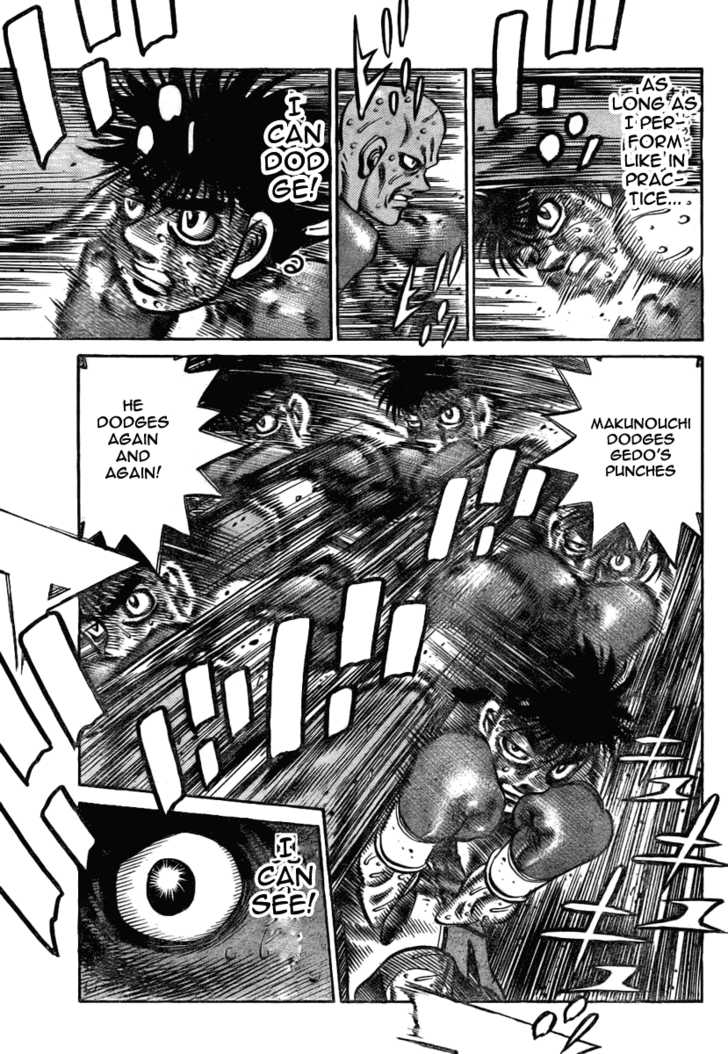 AS
LONG AS
I PER-
FORM
LIKE IN
PRAC-
TICE...
I
CAN
DOD
GE!
MAKUNOUCHI
DODGES
GEDO'S
PUNCHES
HE
DODGES
AGAIN
AND
AGAIN!
I
CAN
SEE!